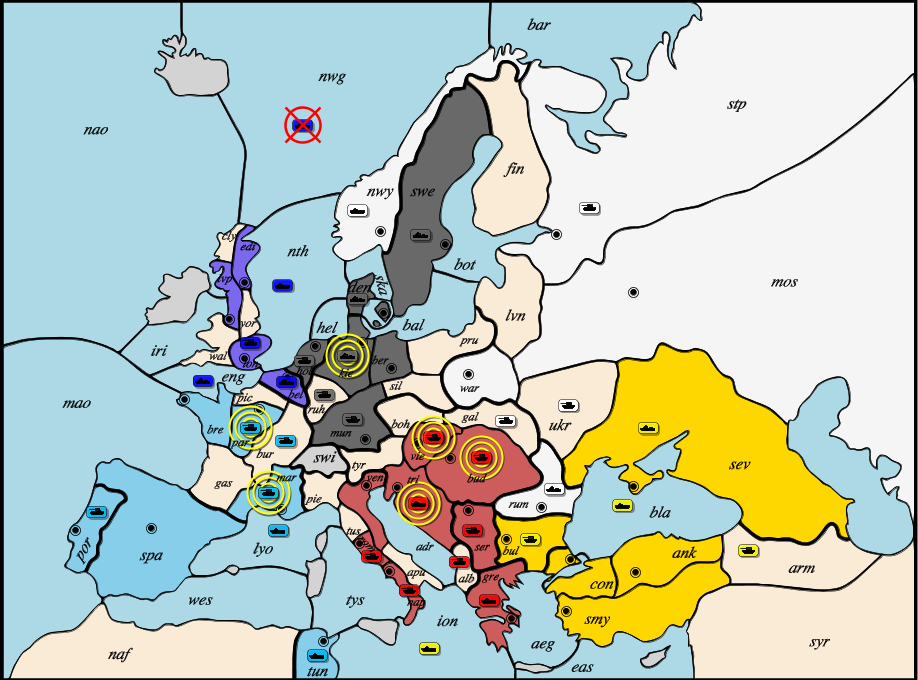 bar
nwg
stp
nao
fin
nwy
swe
cly
edi
nth
bot
mos
den
ska
lvp
lvn
yor
hel
bal
iri
wal
lon
pru
hol
kie
ber
eng
war
bel
sil
mao
pic
ruh
boh
gal
ukr
bre
par
mun
bur
vie
swi
tyr
sev
gas
mar
ven
tri
bud
pie
rum
bla
por
spa
lyo
tus
rom
adr
ser
bul
ank
apu
alb
gre
con
arm
wes
tys
nap
ion
smy
naf
aeg
syr
tun
eas